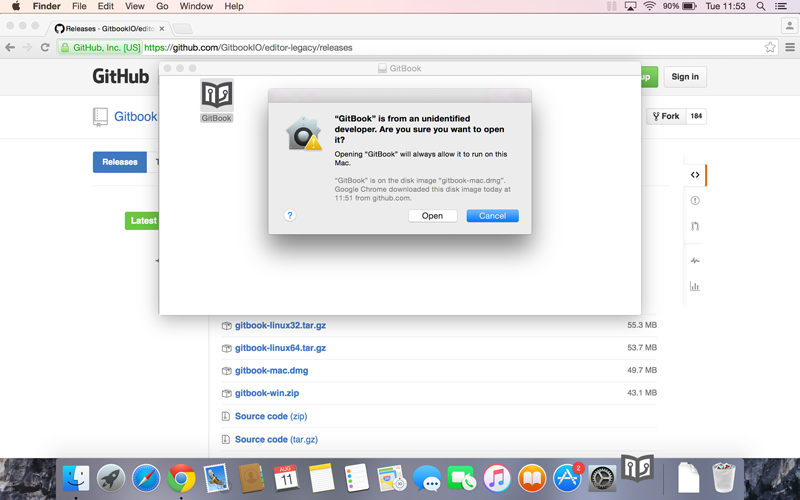 Finder File Edit View Go Window Help
90% Tue 11:53
Releases · GitbookIO/editor
GitHub, Inc. [US] https://github.com/GitbookIO/editor-legacy/releases
GitHub
GitBook
Sign in
Gitbook
GitBook
Fork 184
Releases
Latest
“GitBook” is from an unidentified
developer. Are you sure you want to open
it?
Opening “GitBook” will always allow it to run on this
Mac.
“GitBook” is on the disk image “gitbook-mac.dmg”.
Google Chrome downloaded this disk image today at
11:51 from github.com.
? Open Cancel
gitbook-linux32.tar.gz 55.3 MB
gitbook-linux64.tar.gz 53.7 MB
gitbook-mac.dmg 49.7 MB
gitbook-win.zip 43.1 MB
Source code (zip)
Source code (tar.gz)
AUG
11
2